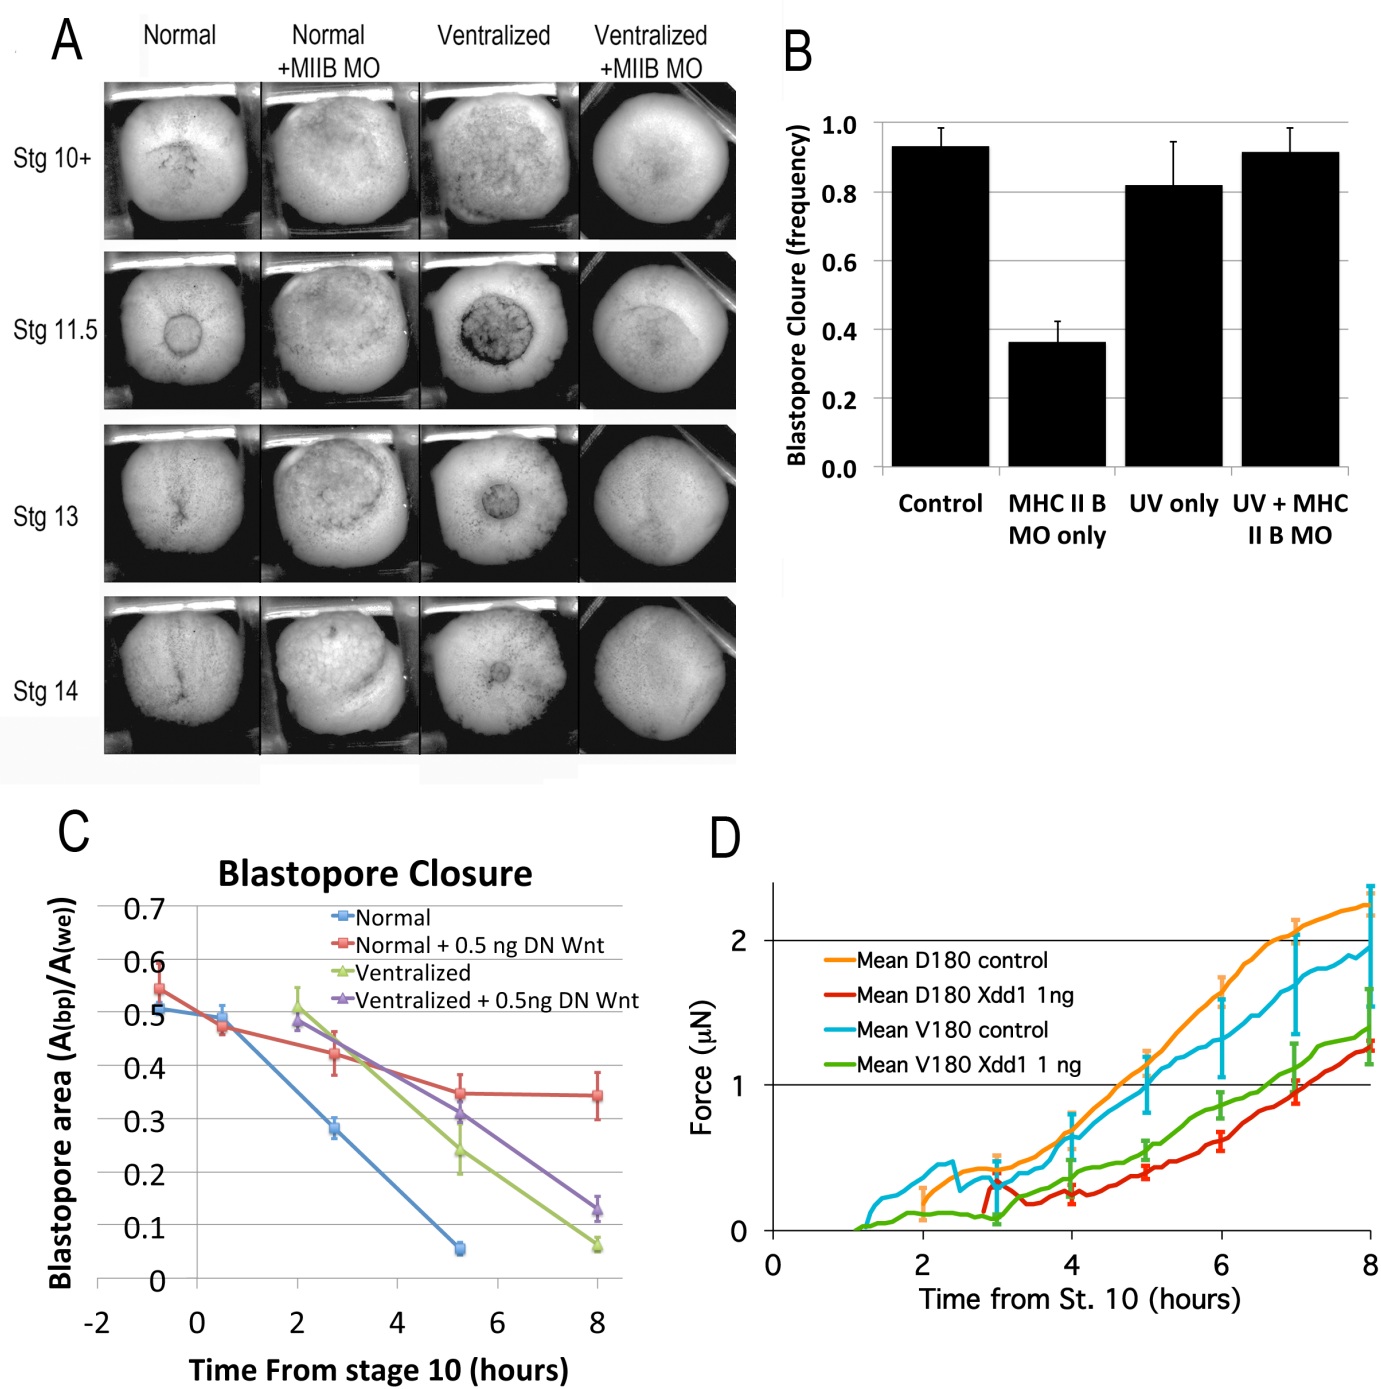 A
Normal
Normal
+MIIB MO
Ventralized
Ventralized
+MIIB MO
Stg 10+
Stg 11.5
Stg 13
Stg 14
B
Blastopore Cloure (frequency)
1.0
0.8
0.6
0.4
0.2
0.0
Control
MHC II B
MO only
UV only
UV + MHC
II B MO
C
Blastopore Closure
Blastopore area (A(bp)/A(we))
0.7
0.6
0.5
0.4
0.3
0.2
0.1
0
Normal
Normal + 0.5 ng DN Wnt
Ventralized
Ventralized + 0.5ng DN Wnt
-2 0 2 4 6 8
Time From stage 10 (hours)
D
Force (μN)
2
1
0
Mean D180 control
Mean D180 Xdd1 1ng
Mean V180 control
Mean V180 Xdd1 1 ng
0 2 4 6 8
Time from St. 10 (hours)